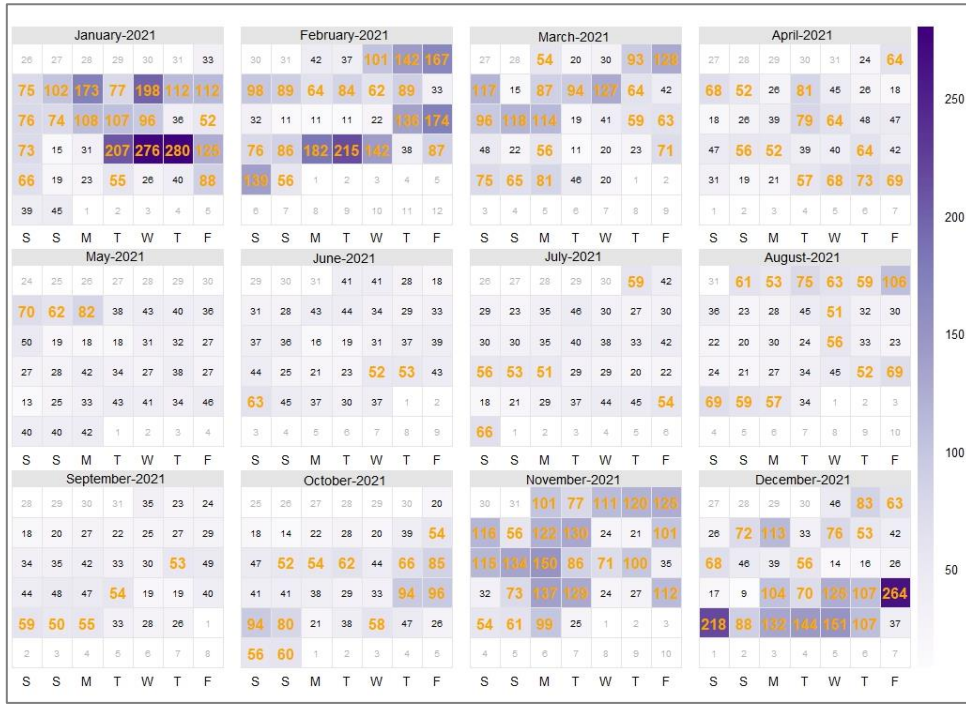 January-2021
26 27 28 29 30 31 33
75 102 173 77 198 112 112
76 74 108 107 96 36 52
73 15 31 207 276 280 125
66 19 23 55 26 40 88
39 45 1 2 3 4 5
S S M T W T F
February-2021
30 31 42 37 101 142 167
98 89 64 84 62 89 33
32 11 11 11 22 138 174
76 86 182 215 142 38 87
139 56 1 2 3 4 5
6 7 8 9 10 11 12
S S M T W T F
March-2021
27 28 54 20 30 93 128
117 15 87 94 127 64 42
96 118 114 19 41 59 63
48 22 56 11 20 23 71
75 65 81 46 20 1 2
3 4 5 6 7 8 9
S S M T W T F
April-2021
27 28 29 30 31 24 64
68 52 26 81 45 26 18
18 26 39 79 64 48 47
47 56 52 39 40 64 42
31 19 21 57 68 73 69
1 2 3 4 5 6 7
S S M T W T F
May-2021
24 25 26 27 28 29 30
70 62 82 38 43 40 36
50 19 18 18 31 32 27
27 28 42 34 27 38 27
13 25 33 43 41 34 46
40 40 42 1 2 3 4
S S M T W T F
June-2021
29 30 31 41 41 28 18
31 28 43 44 34 29 33
37 36 16 19 31 37 39
44 25 21 23 52 53 43
63 45 37 30 37 1 2
3 4 5 6 7 8 9
S S M T W T F
July-2021
26 27 28 29 30 59 42
29 23 35 46 30 27 30
30 30 35 40 38 33 42
56 53 51 29 29 20 22
18 21 29 37 44 45 54
66 1 2 3 4 5 6
S S M T W T F
August-2021
31 61 53 75 63 59 106
36 23 28 45 51 32 30
22 20 30 24 56 33 23
21 20 27 34 45 52 69
69 59 57 34 1 2 3
4 5 6 7 8 9 10
S S M T W T F
September-2021
28 29 30 31 35 23 24
18 20 27 22 25 27 29
34 35 42 33 30 53 49
44 48 47 54 19 19 40
59 50 55 33 28 26 1
2 3 4 5 6 7 8
S S M T W T F
October-2021
25 26 27 28 29 30 20
18 14 22 28 20 39 54
47 52 54 62 44 66 85
41 41 38 29 33 94 96
94 80 21 38 58 47 26
56 60 1 2 3 4 5
S S M T W T F
November-2021
30 31 101 77 111 120 126
116 56 122 130 24 21 101
115 134 150 86 71 100 35
32 73 137 129 24 27 112
54 61 99 25 1 2 3
4 5 6 7 8 9 10
S S M T W T F
December-2021
27 28 29 30 46 83 63
26 72 113 33 76 53 42
68 46 39 56 14 16 26
17 9 104 70 125 107 264
218 88 132 144 151 107 37
1 2 3 4 5 6 7
S S M T W T F
250
200
150
100
50